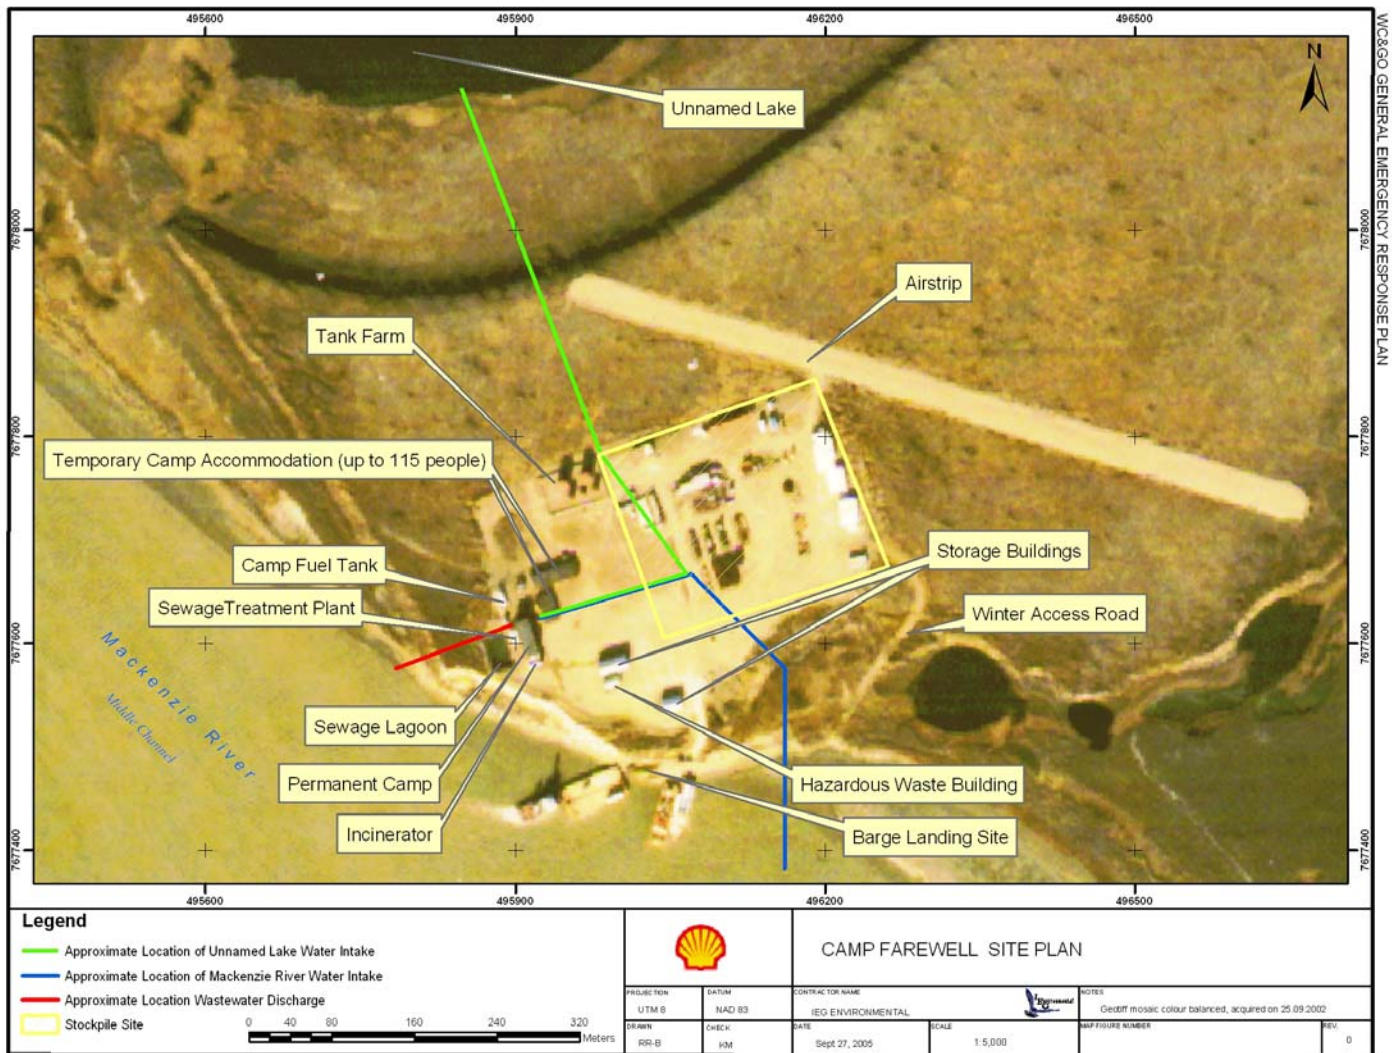 495600
495900
496200
496500
WC&GO GENERAL EMERGENCY RESPONSE PLAN
N
Unnamed Lake
7678000
7678000
Airstrip
Tank Farm
7677800
7677800
Temporary Camp Accommodation (up to 115 people)
Storage Buildings
Camp Fuel Tank
SewageTreatment Plant
Winter Access Road
7677600
7677600
Mackenzie River
Middle Channel
Sewage Lagoon
Permanent Camp
Hazardous Waste Building
Incinerator
Barge Landing Site
7677400
7677400
495600
495900
496200
496500
Legend
Approximate Location of Unnamed Lake Water Intake
Approximate Location of Mackenzie River Water Intake
Approximate Location Wastewater Discharge
Stockpile Site
0 40 80 160 240 320
Meters
CAMP FAREWELL SITE PLAN
PROJECTION
UTM 8
DATUM
NAD 83
CONTRACTOR NAME
IEG ENVIRONMENTAL
NOTES
Geotiff mosaic colour balanced, acquired on 25.09.2002
DRAWN
RR-B
CHECK
KM
DATE
Sept 27, 2005
SCALE
1:5,000
MAP FIGURE NUMBER
REV.
0